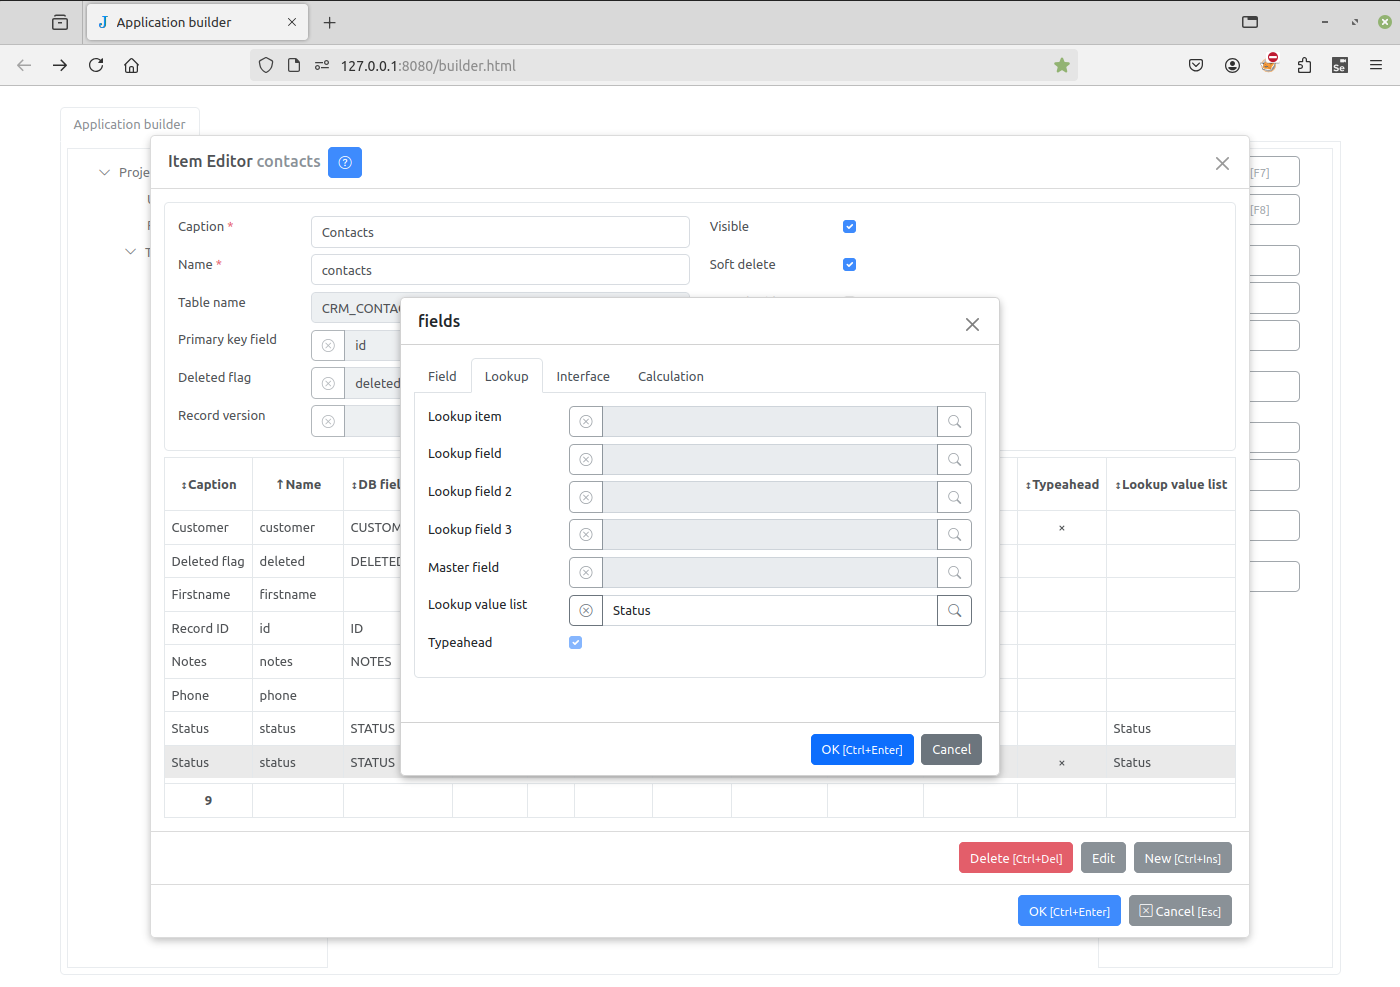 Application builder
127.0.0.1:8080/builder.html
Application builder
Item Editor contacts
Proje
[F7]
[F8]
Caption *
Contacts
Visible
Name *
contacts
Soft delete
Table name
CRM_CONTA
Primary key field
id
Deleted flag
deleted
Record version
fields
Field
Lookup
Interface
Calculation
Lookup item
Lookup field
Lookup field 2
Lookup field 3
Master field
Lookup value list
Status
Typeahead
OK [Ctrl+Enter]
Cancel
↕Caption ↑Name ↕DB fiel ↕Typeahead ↕Lookup value list
Customer customer CUSTOM ×
Deleted flag deleted DELETED
Firstname firstname
Record ID id ID
Notes notes NOTES
Phone phone
Status status STATUS Status
Status status STATUS × Status
9
Delete [Ctrl+Del]
Edit
New [Ctrl+Ins]
OK [Ctrl+Enter]
Cancel [Esc]